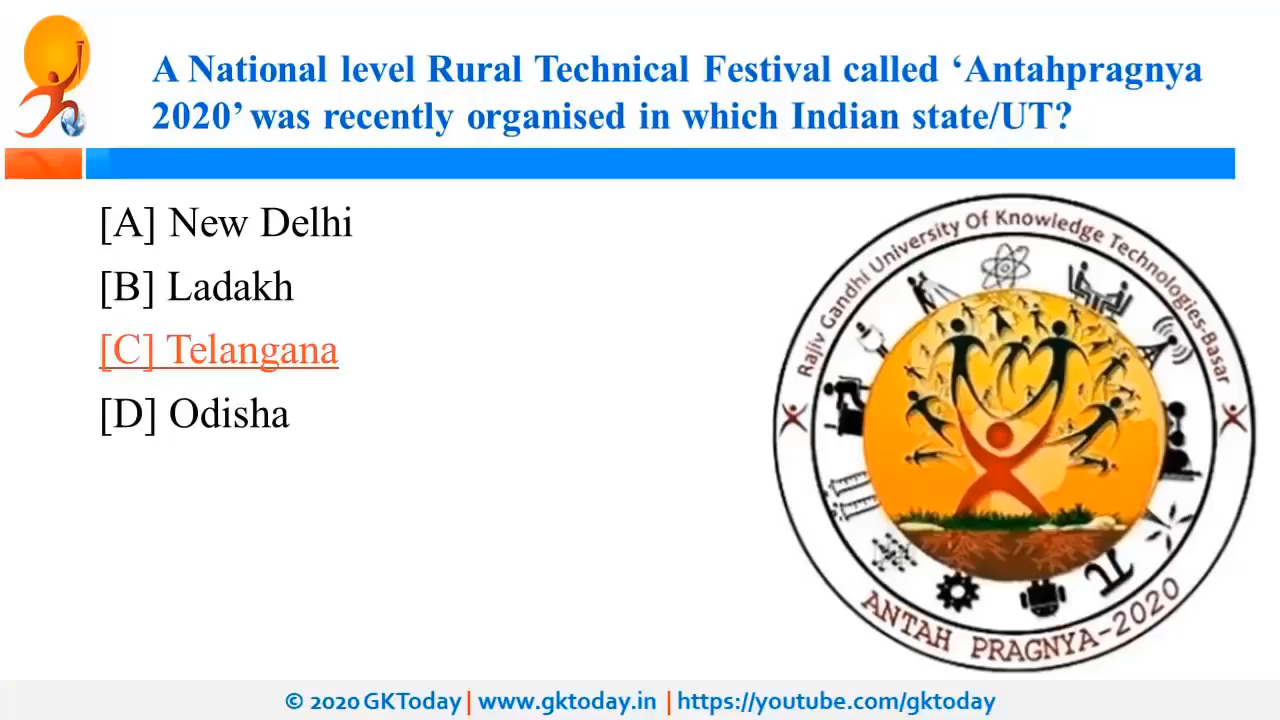 A National level Rural Technical Festival called ‘Antahpragnya
2020’ was recently organised in which Indian state/UT?
[A] New Delhi
[B] Ladakh
[C] Telangana
[D] Odisha
Rajiv Gandhi University Of Knowledge Technologies-Basar
ANTAH PRAGNYA-2020
© 2020 GKToday | www.gktoday.in | https://youtube.com/gktoday